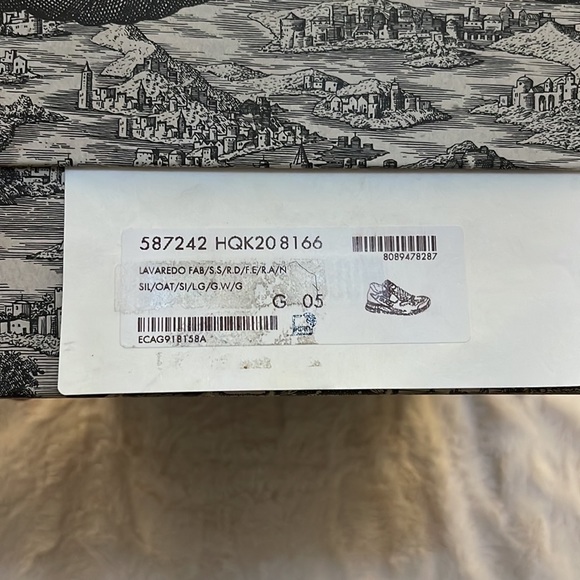 587242 HQK20 8166
8089478287
LAVAREDO FAB/S.S/R.D/F.E/R.A/N
SIL/OAT/SI/LG/G.W/G
G 05
ECAG918158A